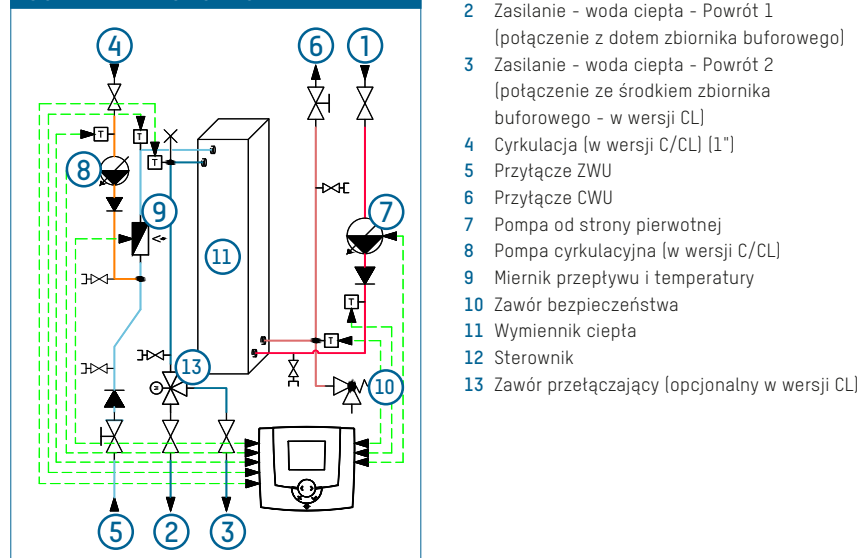 4
6
1
T
T
T
8
9
7
11
T
T
13
M
10
5
2
3
2 Zasilanie - woda ciepła - Powrót 1
(połączenie z dołem zbiornika buforowego)
3 Zasilanie - woda ciepła - Powrót 2
(połączenie ze środkiem zbiornika
buforowego - w wersji CL)
4 Cyrkulacja (w wersji C/CL) (1")
5 Przyłącze ZWU
6 Przyłącze CWU
7 Pompa od strony pierwotnej
8 Pompa cyrkulacyjna (w wersji C/CL)
9 Miernik przepływu i temperatury
10 Zawór bezpieczeństwa
11 Wymiennik ciepła
12 Sterownik
13 Zawór przełączający (opcjonalny w wersji CL)